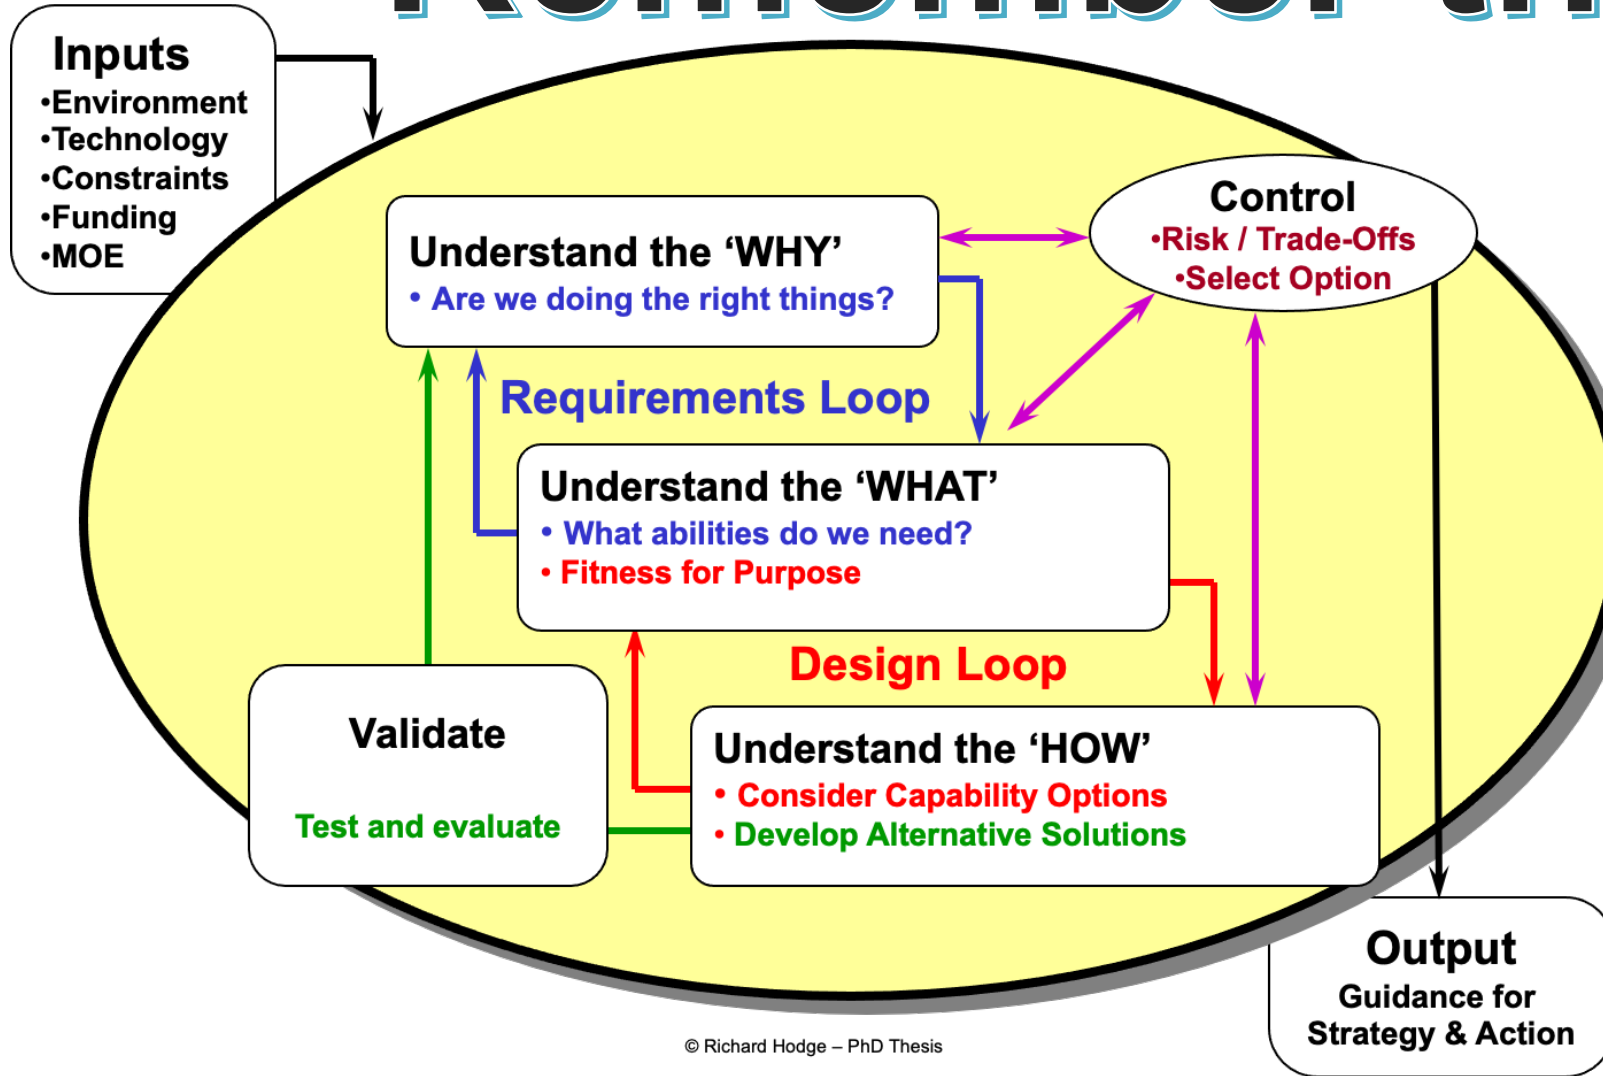 Remember th
Inputs
•Environment
•Technology
•Constraints
•Funding
•MOE
Control
•Risk / Trade-Offs
•Select Option
Understand the ‘WHY’
• Are we doing the right things?
Requirements Loop
Understand the ‘WHAT’
• What abilities do we need?
• Fitness for Purpose
Design Loop
Validate
Test and evaluate
Understand the ‘HOW’
• Consider Capability Options
• Develop Alternative Solutions
Output
Guidance for
Strategy & Action
© Richard Hodge – PhD Thesis